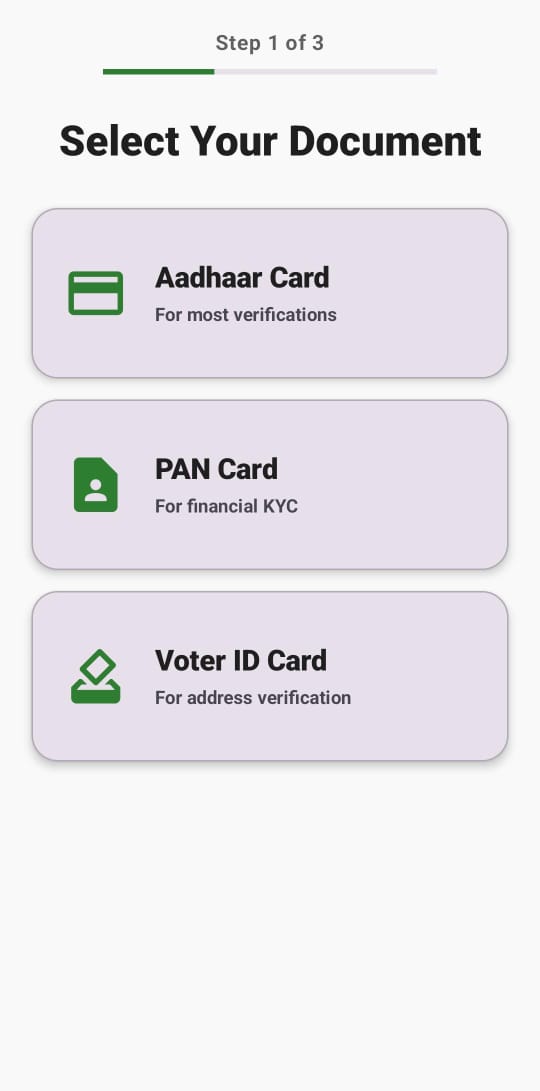 Step 1 of 3
Select Your Document
Aadhaar Card
For most verifications
PAN Card
For financial KYC
Voter ID Card
For address verification